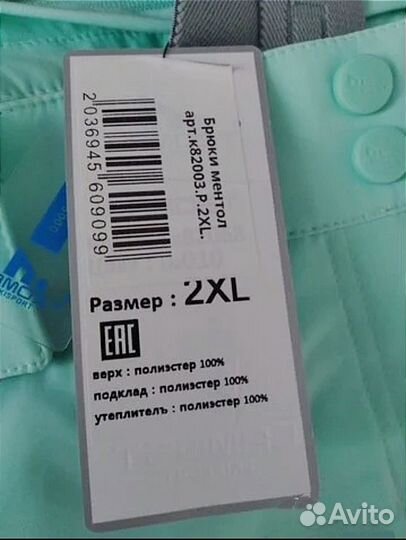 2036945609099
Брюки ментол
арт.к82003.Р.2XL.
Размер : 2XL
EAC
верх : полиэстер 100%
подклад : полиэстер 100%
утеплитель : полиэстер 100%
Avito